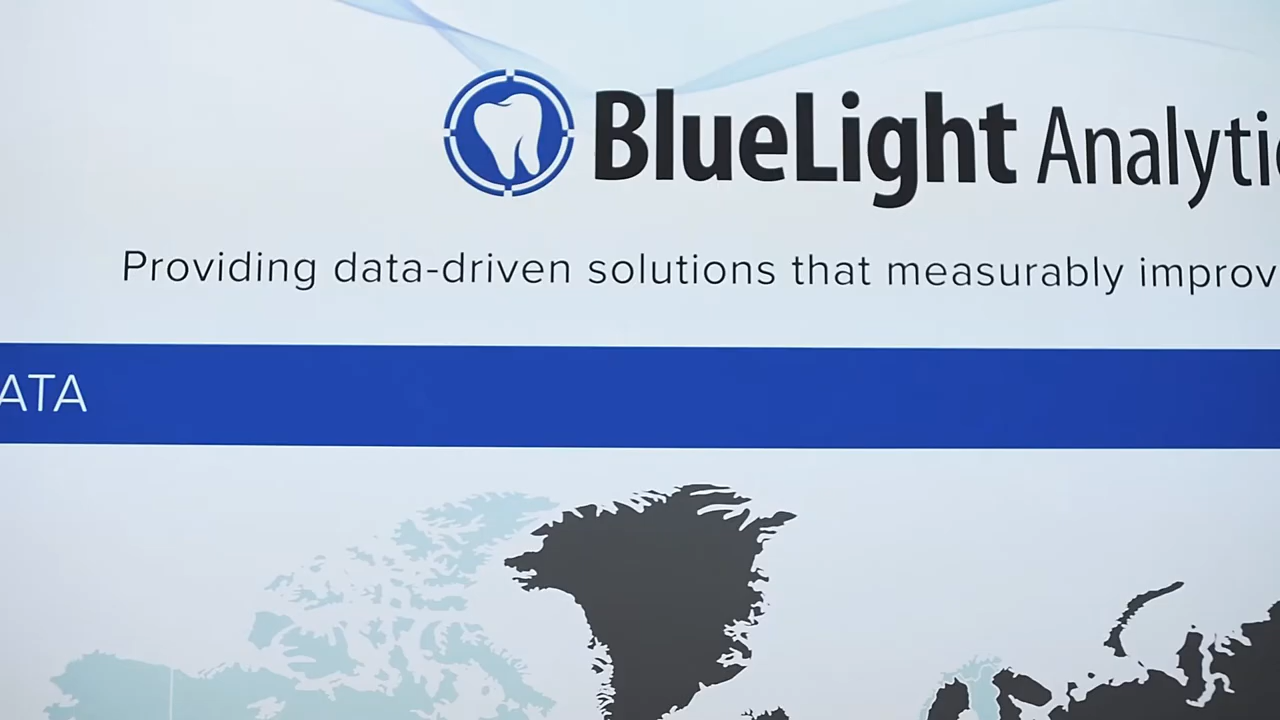 BlueLight Analytic
Providing data-driven solutions that measurably improv
ATA